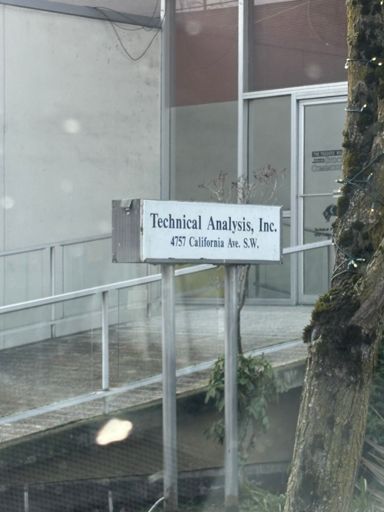 Technical Analysis, Inc.
4757 California Ave. S.W.